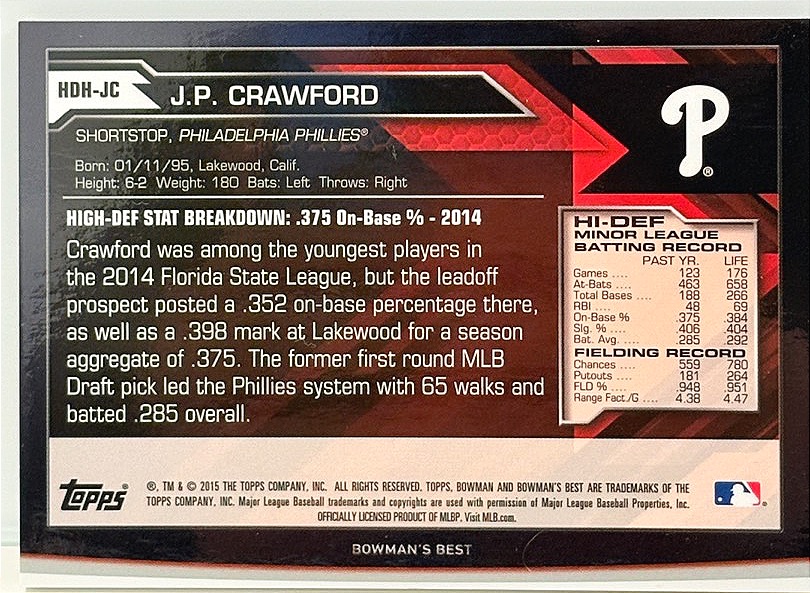 HDH-JC
J.P. CRAWFORD
SHORTSTOP, PHILADELPHIA PHILLIES®
Born: 01/11/95, Lakewood, Calif.
Height: 6-2 Weight: 180 Bats: Left Throws: Right
HIGH-DEF STAT BREAKDOWN: .375 On-Base % - 2014
Crawford was among the youngest players in
the 2014 Florida State League, but the leadoff
prospect posted a .352 on-base percentage there,
as well as a .398 mark at Lakewood for a season
aggregate of .375. The former first round MLB
Draft pick led the Phillies system with 65 walks and
batted .285 overall.
P®
HI-DEF
MINOR LEAGUE
BATTING RECORD
PAST YR. LIFE
Games .... 123 176
At-Bats .... 463 658
Total Bases .... 188 266
RBI .... 48 69
On-Base % .... .375 .384
Slg. % .... .406 .404
Bat. Avg. .... .285 .292
FIELDING RECORD
Chances .... 559 780
Putouts .... 181 264
FLD % .... .948 .951
Range Fact./G .... 4.38 4.47
TOPPS®
®, TM & © 2015 THE TOPPS COMPANY, INC. ALL RIGHTS RESERVED. TOPPS, BOWMAN AND BOWMAN'S BEST ARE TRADEMARKS OF THE
TOPPS COMPANY, INC. Major League Baseball trademarks and copyrights are used with permission of Major League Baseball Properties, Inc.
OFFICIALLY LICENSED PRODUCT OF MLBP. Visit MLB.com.
BOWMAN'S BEST